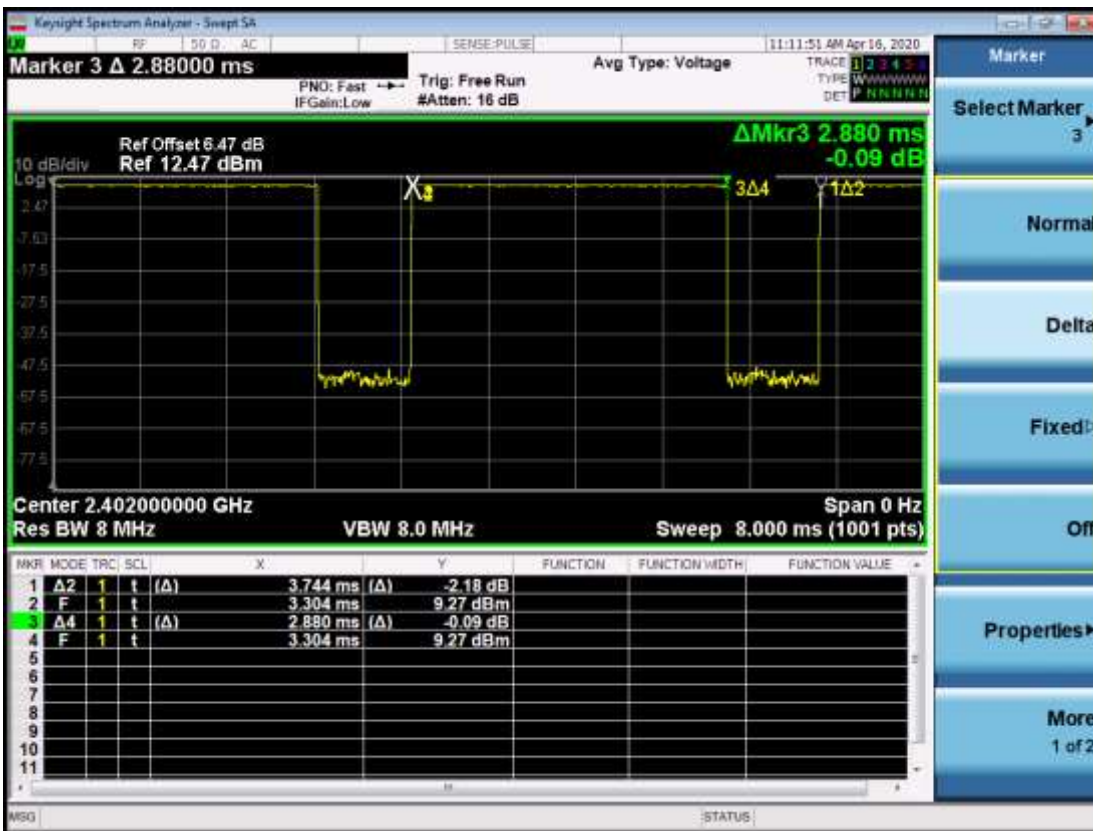 Keysight Spectrum Analyzer - Swept SA
LXI RF 50 Ω AC SENSE:PULSE 11:11:51 AM Apr 16, 2020
Marker 3 Δ 2.88000 ms
PNO: Fast
IFGain:Low
Trig: Free Run
#Atten: 16 dB
Avg Type: Voltage
TRACE 1 2 3 4 5 6
TYPE WWWWWW
DET P N N N N N
ΔMkr3 2.880 ms
-0.09 dB
Ref Offset 6.47 dB
10 dB/div Ref 12.47 dBm
Log
3Δ4 1Δ2
2.47
-7.53
-17.5
-27.5
-37.5
-47.5
-57.5
-67.5
-77.5
Center 2.402000000 GHz Span 0 Hz
Res BW 8 MHz VBW 8.0 MHz Sweep 8.000 ms (1001 pts)
MKR MODE TRC SCL X Y FUNCTION FUNCTION WIDTH FUNCTION VALUE
1 Δ2 1 t (Δ) 3.744 ms (Δ) -2.18 dB
2 F 1 t 3.304 ms 9.27 dBm
3 Δ4 1 t (Δ) 2.880 ms (Δ) -0.09 dB
4 F 1 t 3.304 ms 9.27 dBm
5
6
7
8
9
10
11
MSG STATUS
Marker
Select Marker
3
Normal
Delta
Fixed
Off
Properties
More
1 of 2